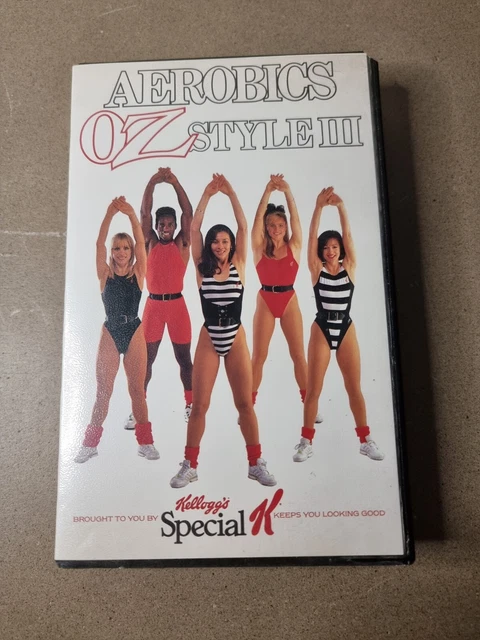 AEROBICS
OZ STYLE III
BROUGHT TO YOU BY Kellogg's Special K KEEPS YOU LOOKING GOOD